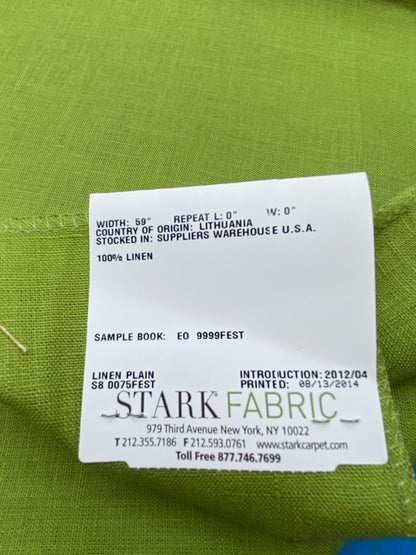 WIDTH: 59" REPEAT L: 0" W: 0"
COUNTRY OF ORIGIN: LITHUANIA
STOCKED IN: SUPPLIERS WAREHOUSE U.S.A.
100% LINEN
SAMPLE BOOK: EO 9999FEST
LINEN PLAIN INTRODUCTION: 2012/04
S8 0075FEST PRINTED: 08/13/2014
STARK® FABRIC
979 Third Avenue New York, NY 10022
T 212.355.7186 F 212.593.0761 www.starkcarpet.com
Toll Free 877.746.7699